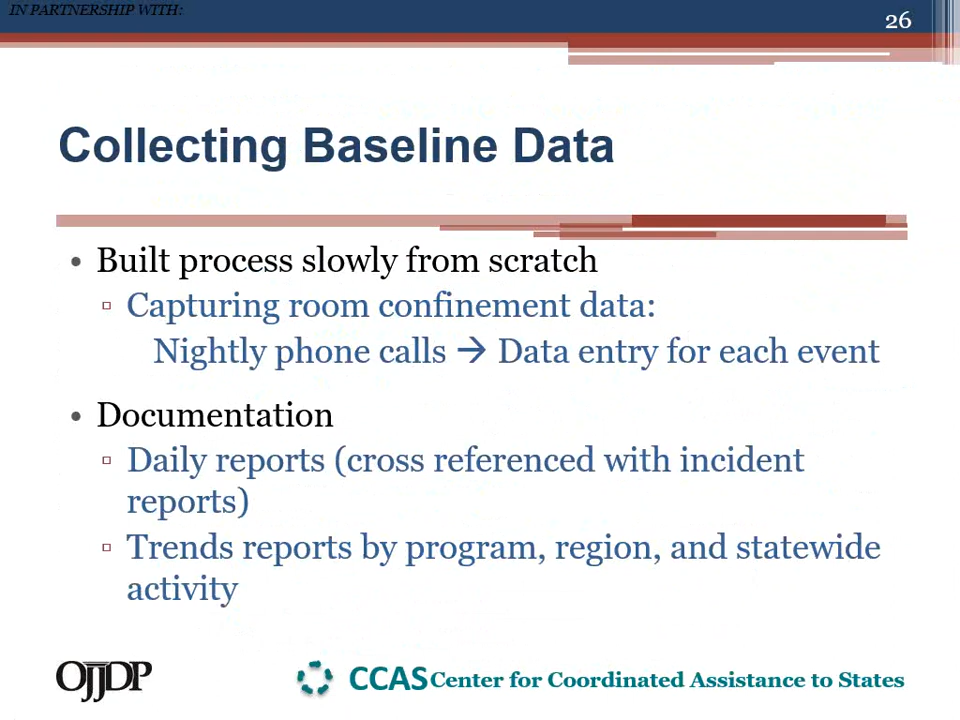 IN PARTNERSHIP WITH:
26
Collecting Baseline Data
• Built process slowly from scratch
▫ Capturing room confinement data:
Nightly phone calls → Data entry for each event
• Documentation
▫ Daily reports (cross referenced with incident
reports)
▫ Trends reports by program, region, and statewide
activity
OJJDP
CCAS Center for Coordinated Assistance to States